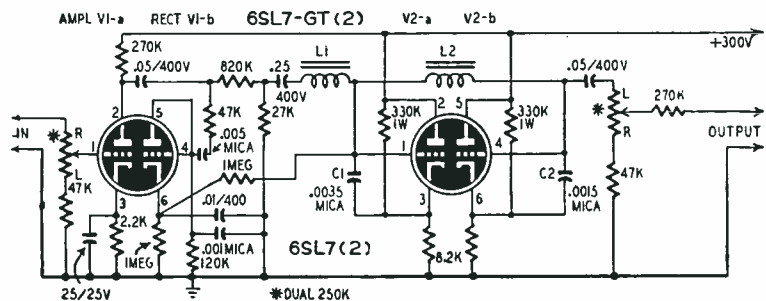 AMPL V1-a RECT V1-b 6SL7-GT(2) V2-a V2-b
270K
.05/400V
820K
.25
400V
L1
L2
.05/400V
+300V
IN
*
R
L
47K
2
5
1
4
3
6
47K
.005
MICA
1MEG
27K
330K
1W
2
5
1
4
3
6
330K
1W
L
*
R
270K
OUTPUT
47K
C1
.0035
MICA
C2
.0015
MICA
2.2K
.01/400
.001MICA
120K
1MEG
6SL7(2)
8.2K
25/25V
*DUAL 250K